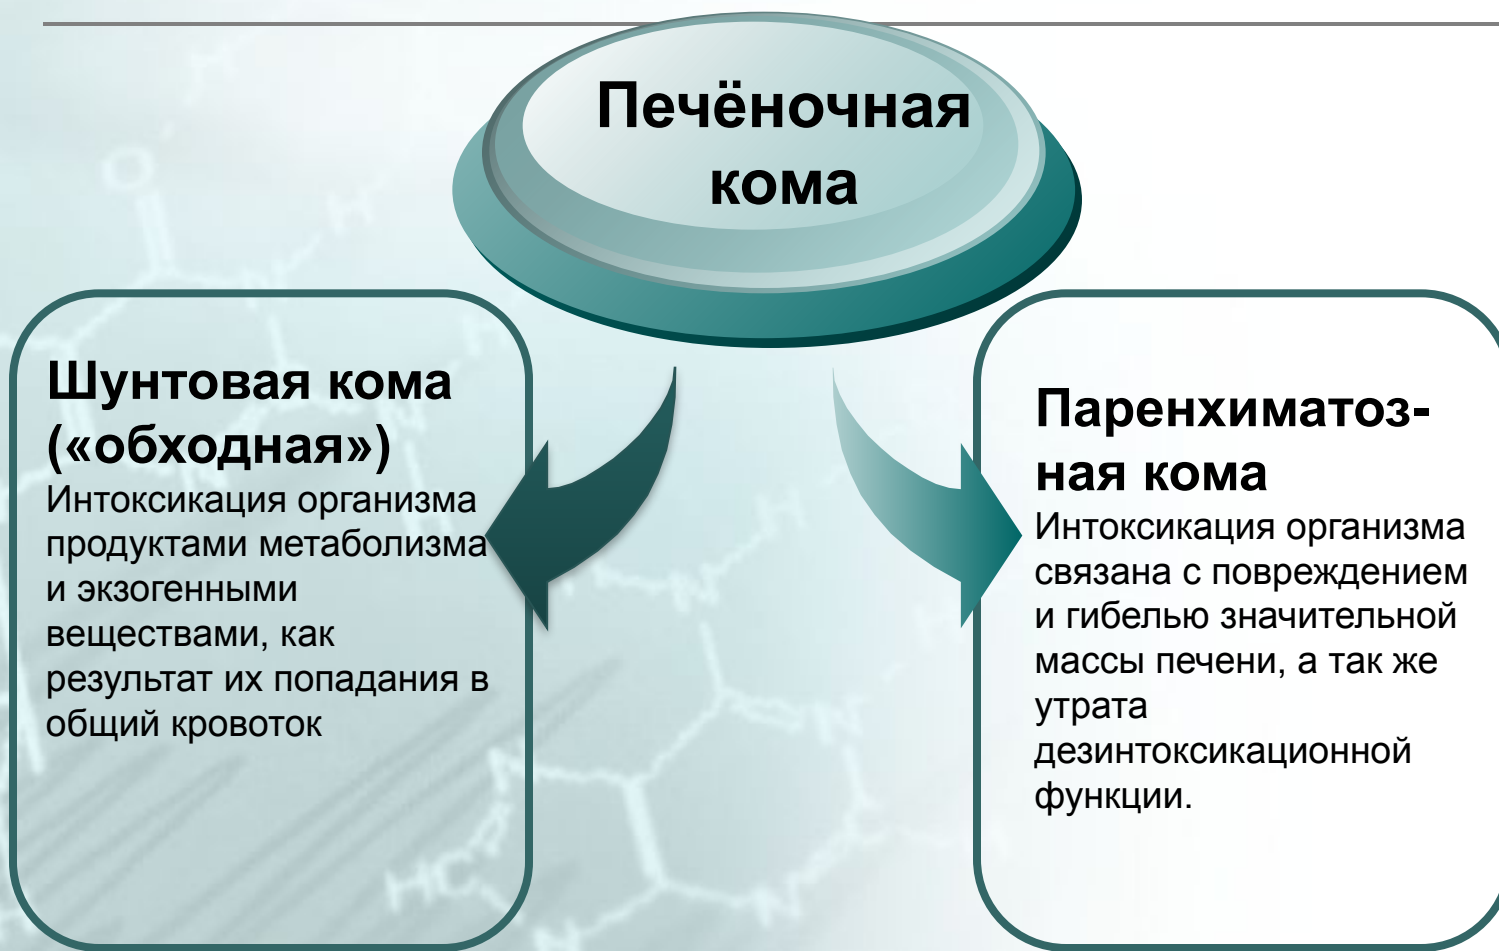 Печёночная
кома
Шунтовая кома
(«обходная»)
Интоксикация организма
продуктами метаболизма
и экзогенными
веществами, как
результат их попадания в
общий кровоток
Паренхиматоз-
ная кома
Интоксикация организма
связана с повреждением
и гибелью значительной
массы печени, а так же
утрата
дезинтоксикационной
функции.